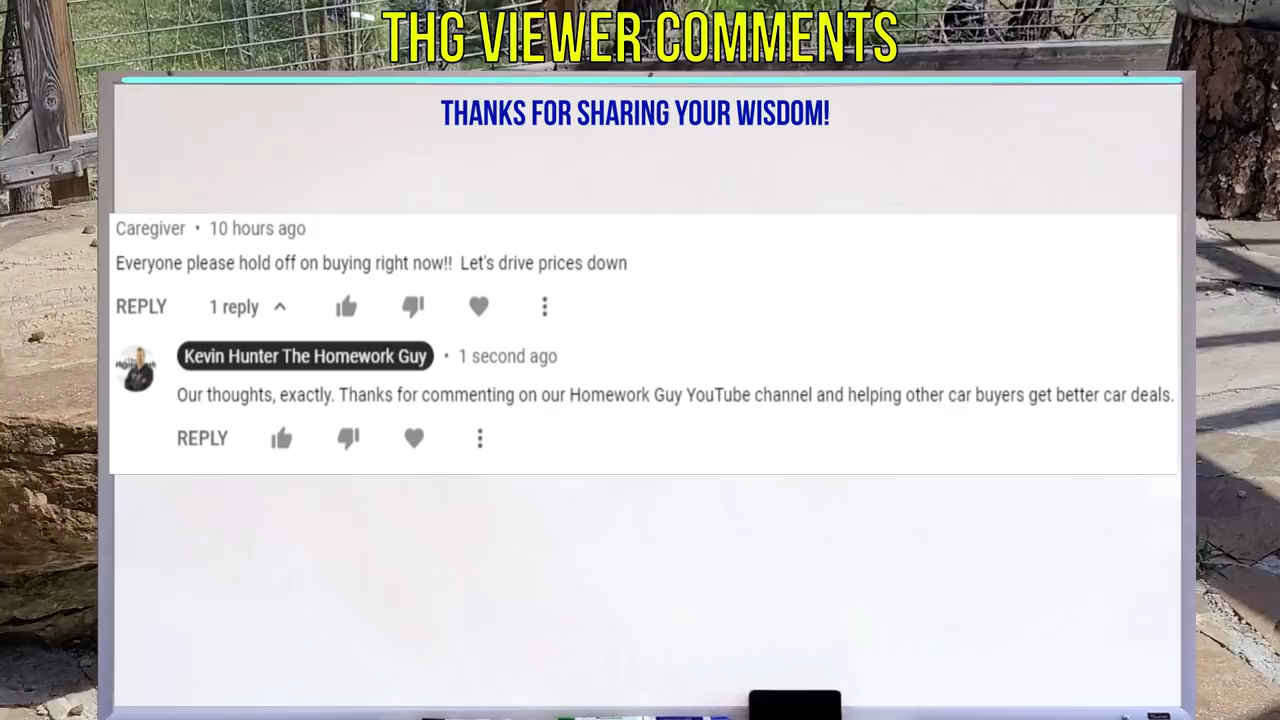 THG VIEWER COMMENTS
THANKS FOR SHARING YOUR WISDOM!
Caregiver • 10 hours ago
Everyone please hold off on buying right now!! Let's drive prices down
REPLY 1 reply
Kevin Hunter The Homework Guy • 1 second ago
Our thoughts, exactly. Thanks for commenting on our Homework Guy YouTube channel and helping other car buyers get better car deals.
REPLY